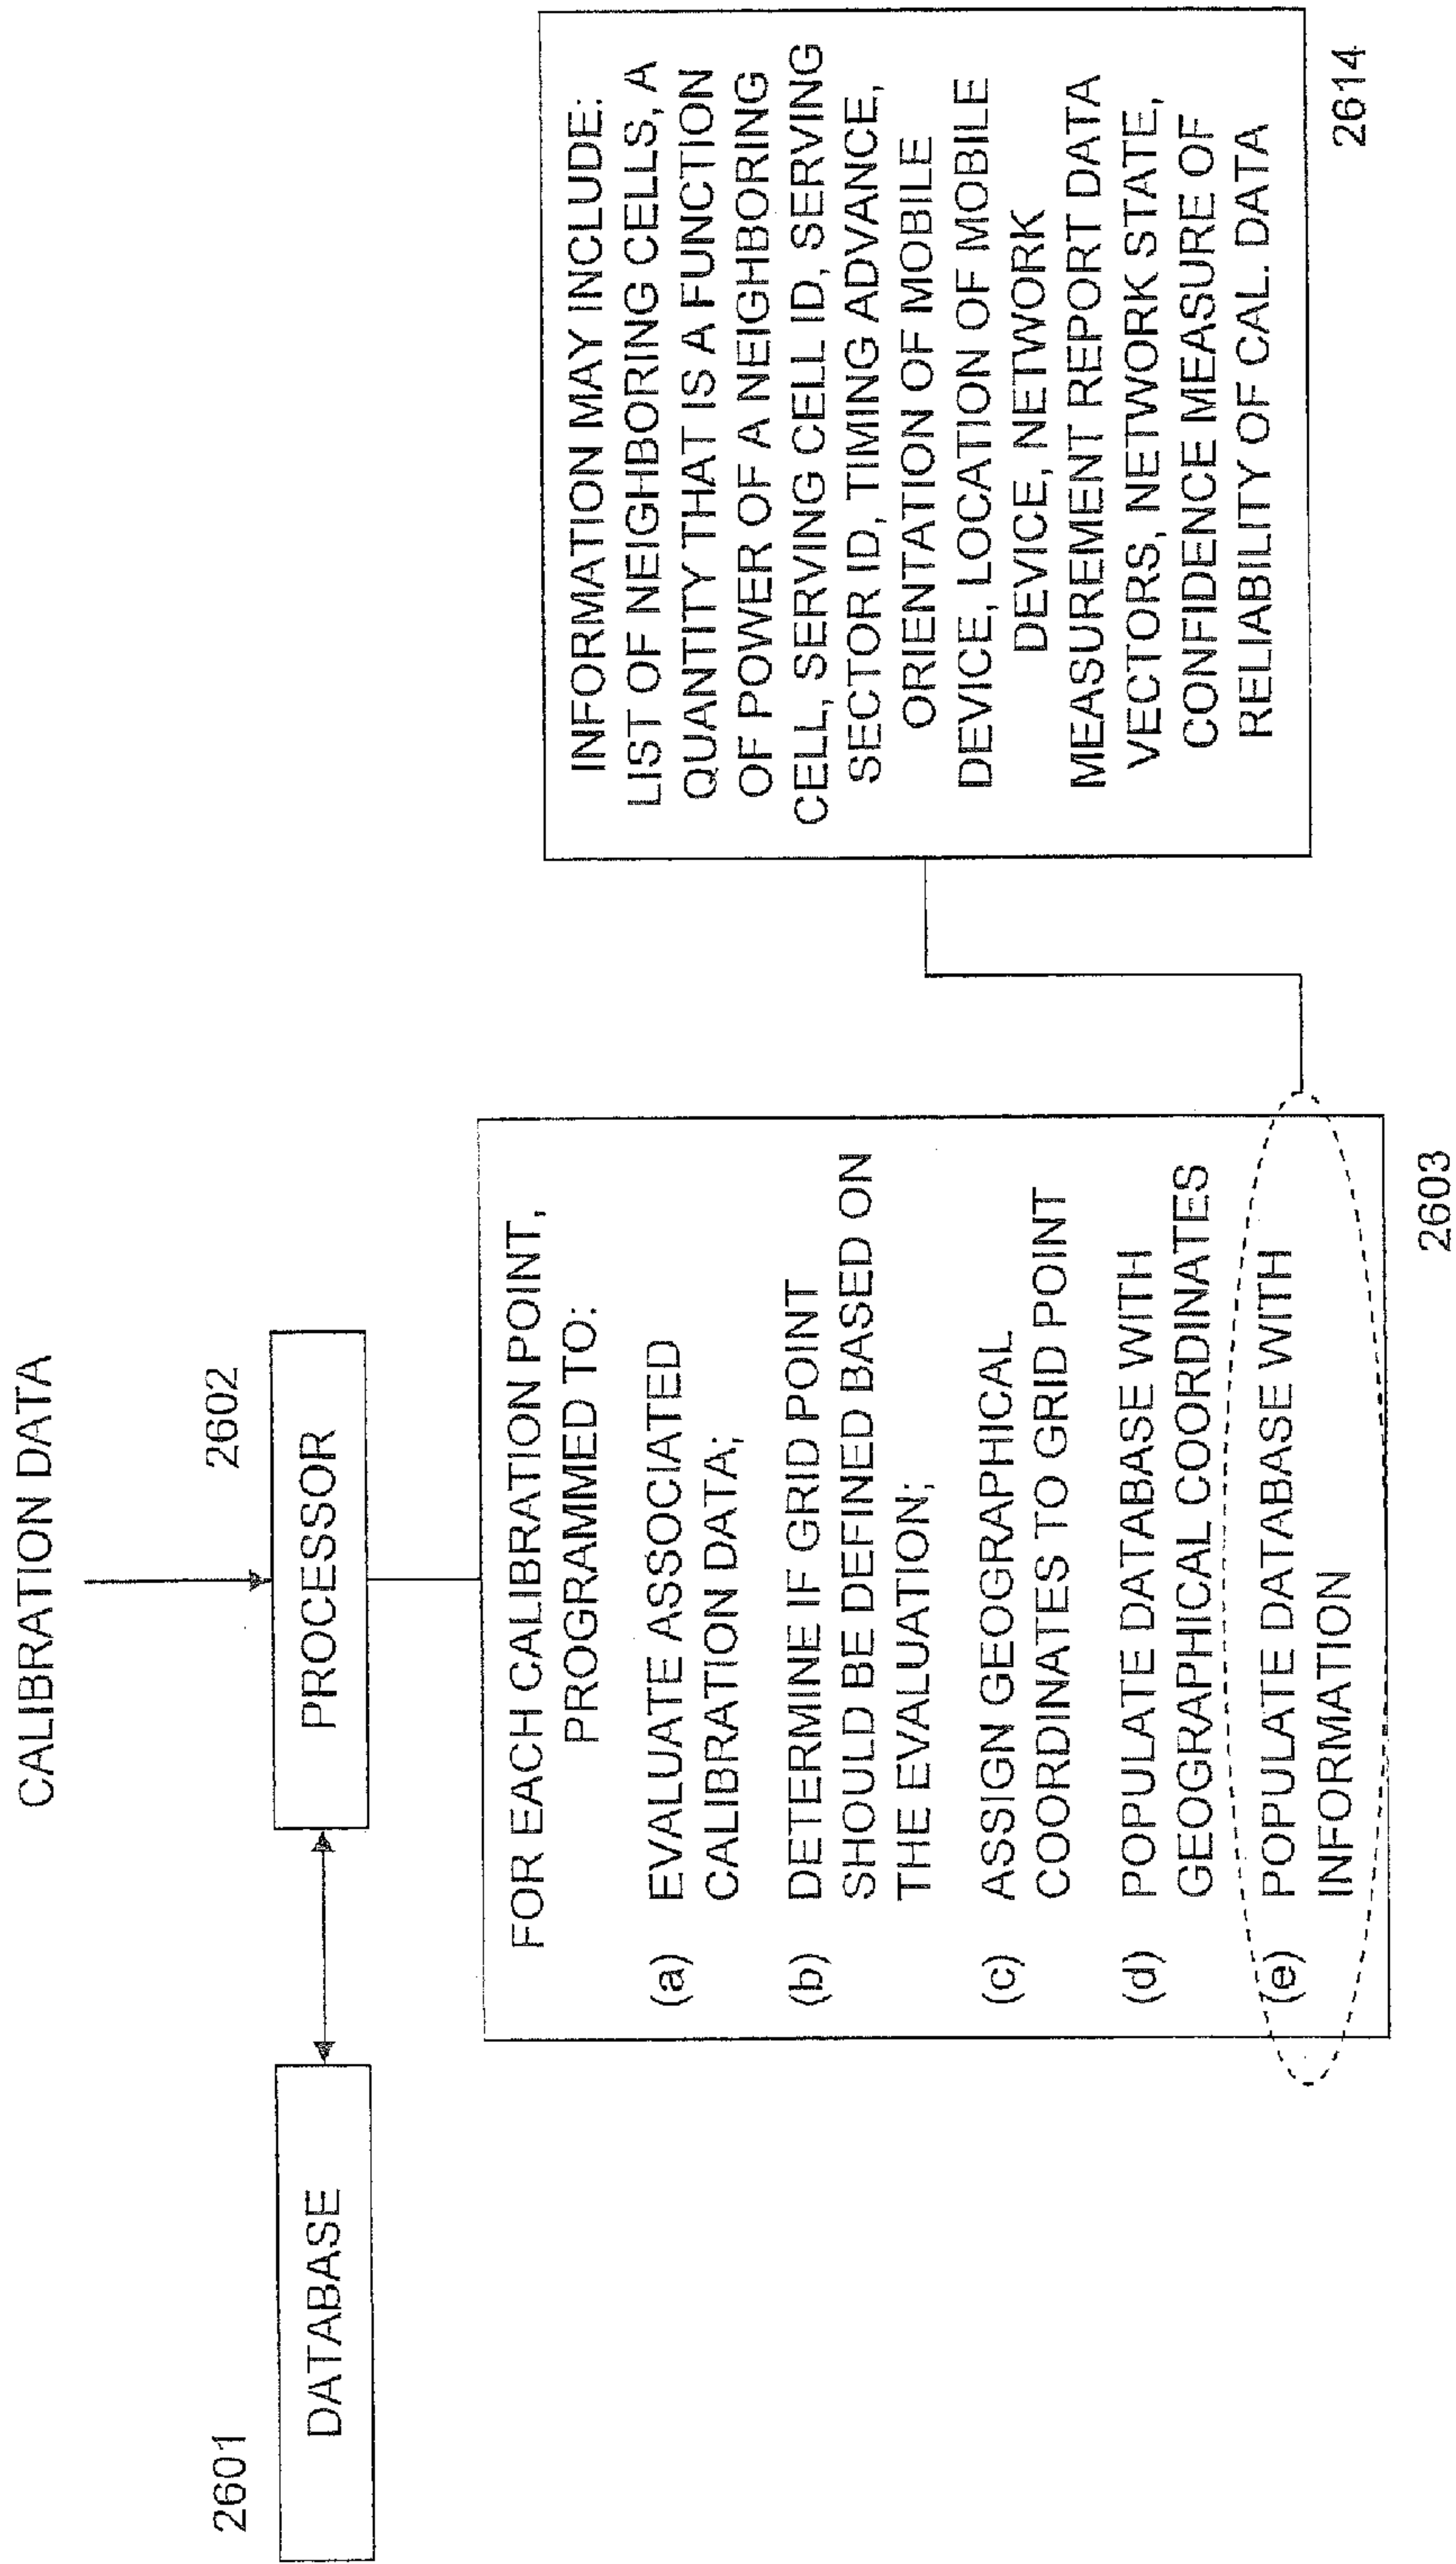 CALIBRATION DATA
2601
DATABASE
2602
PROCESSOR
FOR EACH CALIBRATION POINT,
PROGRAMMED TO:
(a) EVALUATE ASSOCIATED
CALIBRATION DATA;
(b) DETERMINE IF GRID POINT
SHOULD BE DEFINED BASED ON
THE EVALUATION;
(c) ASSIGN GEOGRAPHICAL
COORDINATES TO GRID POINT
(d) POPULATE DATABASE WITH
GEOGRAPHICAL COORDINATES
(e) POPULATE DATABASE WITH
INFORMATION
2603
INFORMATION MAY INCLUDE:
LIST OF NEIGHBORING CELLS, A
QUANTITY THAT IS A FUNCTION
OF POWER OF A NEIGHBORING
CELL, SERVING CELL ID, SERVING
SECTOR ID, TIMING ADVANCE,
ORIENTATION OF MOBILE
DEVICE, LOCATION OF MOBILE
DEVICE, NETWORK
MEASUREMENT REPORT DATA
VECTORS, NETWORK STATE,
CONFIDENCE MEASURE OF
RELIABILITY OF CAL. DATA
2614